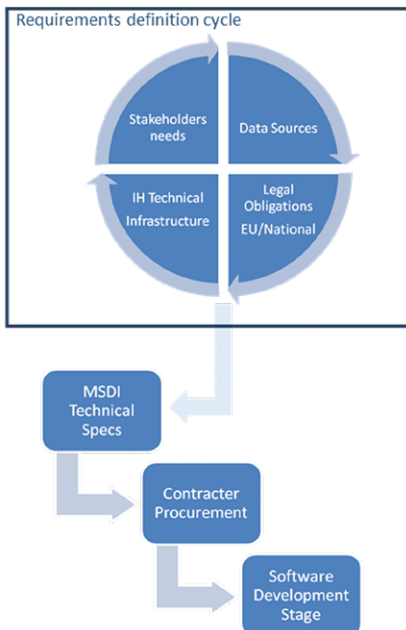 Requirements definition cycle
Stakeholders
needs
Data Sources
IH Technical
Infrastructure
Legal
Obligations
EU/National
MSDI
Technical
Specs
Contracter
Procurement
Software
Development
Stage